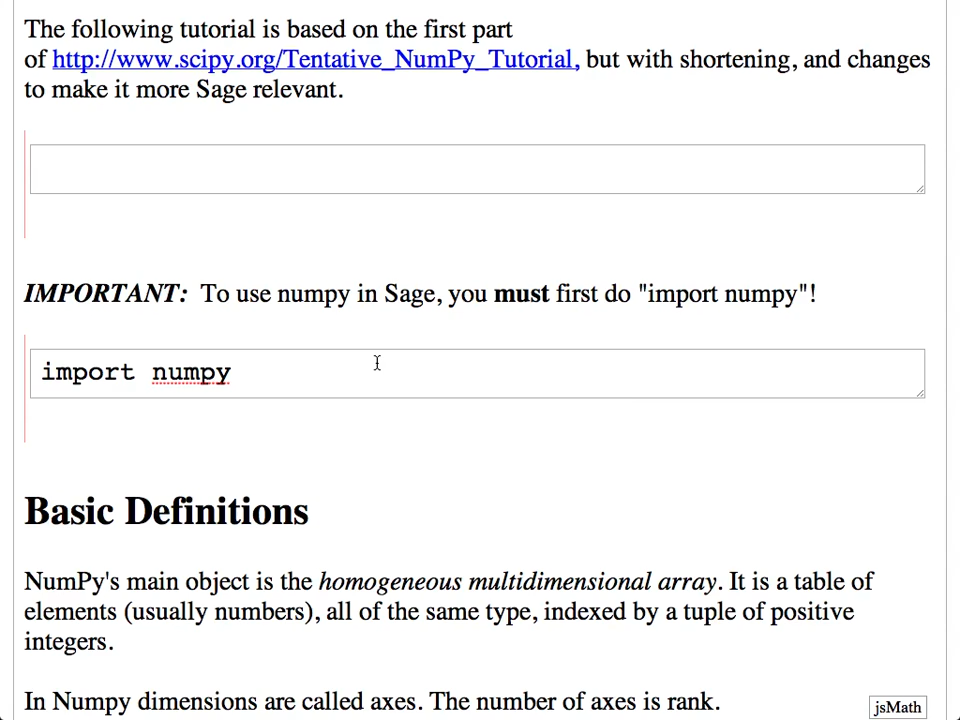 The following tutorial is based on the first part
of http://www.scipy.org/Tentative_NumPy_Tutorial, but with shortening, and changes
to make it more Sage relevant.
IMPORTANT: To use numpy in Sage, you must first do "import numpy"!
import numpy
Basic Definitions
NumPy's main object is the homogeneous multidimensional array. It is a table of
elements (usually numbers), all of the same type, indexed by a tuple of positive
integers.
In Numpy dimensions are called axes. The number of axes is rank.
jsMath